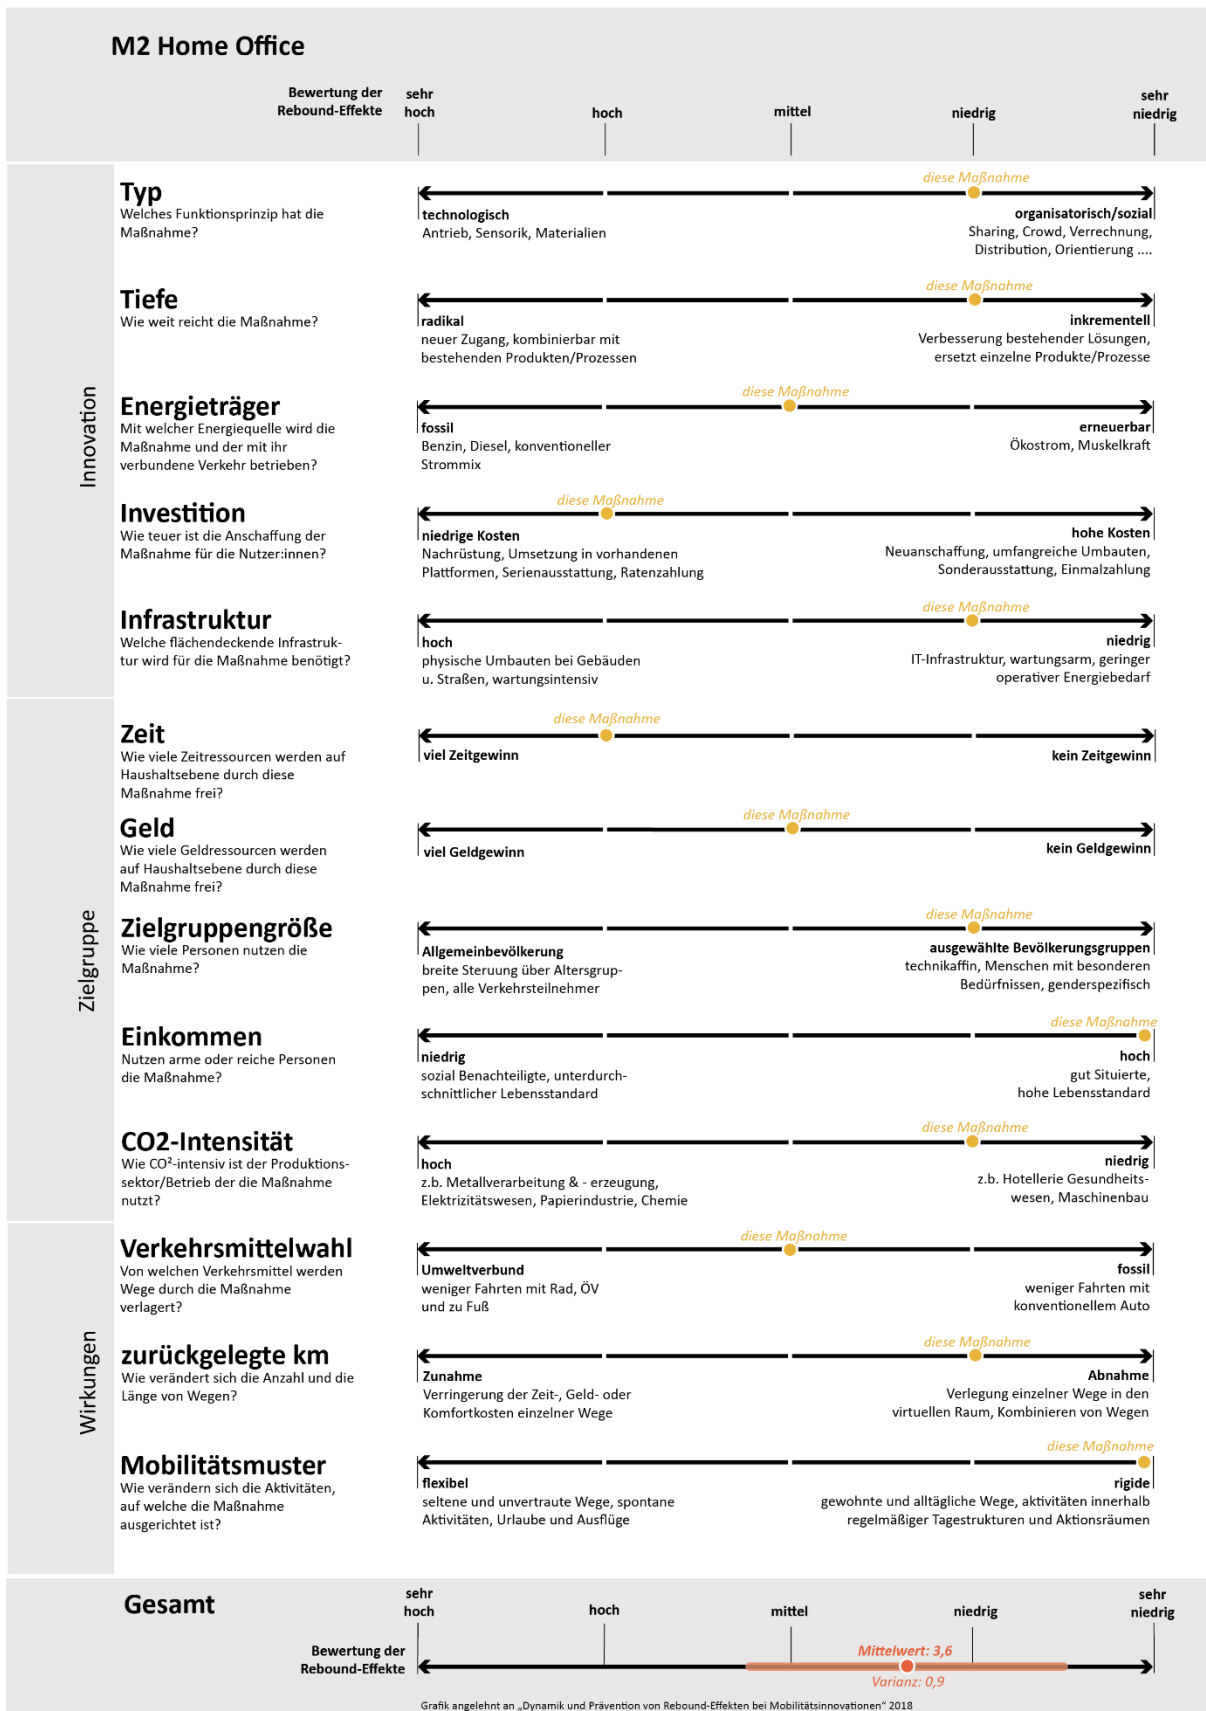 M2 Home Office
Bewertung der
Rebound-Effekte
sehr
hoch
hoch
mittel
niedrig
sehr
niedrig
Innovation
Typ
Welches Funktionsprinzip hat die
Maßnahme?
diese Maßnahme
technologisch
Antrieb, Sensorik, Materialien
organisatorisch/sozial
Sharing, Crowd, Verrechnung,
Distribution, Orientierung ....
Tiefe
Wie weit reicht die Maßnahme?
diese Maßnahme
radikal
neuer Zugang, kombinierbar mit
bestehenden Produkten/Prozessen
inkrementell
Verbesserung bestehender Lösungen,
ersetzt einzelne Produkte/Prozesse
Energieträger
Mit welcher Energiequelle wird die
Maßnahme und der mit ihr
verbundene Verkehr betrieben?
diese Maßnahme
fossil
Benzin, Diesel, konventioneller
Strommix
erneuerbar
Ökostrom, Muskelkraft
Investition
Wie teuer ist die Anschaffung der
Maßnahme für die Nutzer:innen?
diese Maßnahme
niedrige Kosten
Nachrüstung, Umsetzung in vorhandenen
Plattformen, Serienausstattung, Ratenzahlung
hohe Kosten
Neuanschaffung, umfangreiche Umbauten,
Sonderausstattung, Einmalzahlung
Infrastruktur
Welche flächendeckende Infrastruk-
tur wird für die Maßnahme benötigt?
diese Maßnahme
hoch
physische Umbauten bei Gebäuden
u. Straßen, wartungsintensiv
niedrig
IT-Infrastruktur, wartungsarm, geringer
operativer Energiebedarf
Zielgruppe
Zeit
Wie viele Zeitressourcen werden auf
Haushaltsebene durch diese
Maßnahme frei?
diese Maßnahme
viel Zeitgewinn
kein Zeitgewinn
Geld
Wie viele Geldressourcen werden
auf Haushaltsebene durch diese
Maßnahme frei?
diese Maßnahme
viel Geldgewinn
kein Geldgewinn
Zielgruppengröße
Wie viele Personen nutzen die
Maßnahme?
diese Maßnahme
Allgemeinbevölkerung
breite Steruung über Altersgrup-
pen, alle Verkehrsteilnehmer
ausgewählte Bevölkerungsgruppen
technikaffin, Menschen mit besonderen
Bedürfnissen, genderspezifisch
Einkommen
Nutzen arme oder reiche Personen
die Maßnahme?
diese Maßnahme
niedrig
sozial Benachteiligte, unterdurch-
schnittlicher Lebensstandard
hoch
gut Situierte,
hohe Lebensstandard
CO2-Intensität
Wie CO²-intensiv ist der Produktions-
sektor/Betrieb der die Maßnahme
nutzt?
diese Maßnahme
hoch
z.b. Metallverarbeitung & - erzeugung,
Elektrizitätswesen, Papierindustrie, Chemie
niedrig
z.b. Hotellerie Gesundheits-
wesen, Maschinenbau
Wirkungen
Verkehrsmittelwahl
Von welchen Verkehrsmittel werden
Wege durch die Maßnahme
verlagert?
diese Maßnahme
Umweltverbund
weniger Fahrten mit Rad, ÖV
und zu Fuß
fossil
weniger Fahrten mit
konventionellem Auto
zurückgelegte km
Wie verändert sich die Anzahl und die
Länge von Wegen?
diese Maßnahme
Zunahme
Verringerung der Zeit-, Geld- oder
Komfortkosten einzelner Wege
Abnahme
Verlegung einzelner Wege in den
virtuellen Raum, Kombinieren von Wegen
Mobilitätsmuster
Wie verändern sich die Aktivitäten,
auf welche die Maßnahme
ausgerichtet ist?
diese Maßnahme
flexibel
seltene und unvertraute Wege, spontane
Aktivitäten, Urlaube und Ausflüge
rigide
gewohnte und alltägliche Wege, aktivitäten innerhalb
regelmäßiger Tagestrukturen und Aktionsräumen
Gesamt
sehr
hoch
hoch
mittel
niedrig
sehr
niedrig
Bewertung der
Rebound-Effekte
Mittelwert: 3,6
Varianz: 0,9
Grafik angelehnt an „Dynamik und Prävention von Rebound-Effekten bei Mobilitätsinnovationen“ 2018